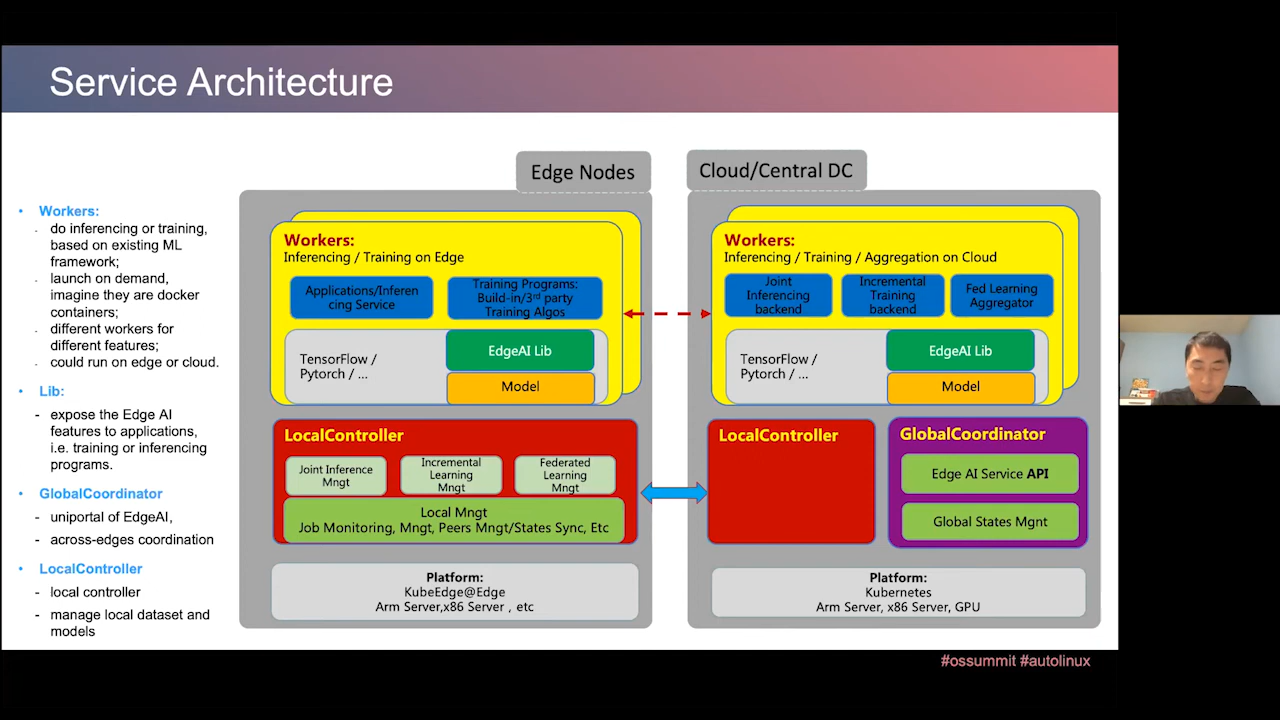 Service Architecture
Edge Nodes
Cloud/Central DC
• Workers:
- do inferencing or training,
based on existing ML
framework;
- launch on demand,
imagine they are docker
containers;
- different workers for
different features;
- could run on edge or cloud.
• Lib:
- expose the Edge AI
features to applications,
i.e. training or inferencing
programs.
• GlobalCoordinator
- uniportal of EdgeAI,
- across-edges coordination
• LocalController
- local controller
- manage local dataset and
models
Workers:
Inferencing / Training on Edge
Applications/Inferen
cing Service
Training Programs:
Build-in/3rd party
Training Algos
TensorFlow /
Pytorch / ...
EdgeAI Lib
Model
LocalController
Joint Inference
Mngt
Incremental
Learning
Mngt
Federated
Learning
Mngt
Local Mngt
Job Monitoring, Mngt, Peers Mngt/States Sync, Etc
Platform:
KubeEdge@Edge
Arm Server,x86 Server , etc
Workers:
Inferencing / Training / Aggregation on Cloud
Joint
Inferencing
backend
Incremental
Training
backend
Fed Learning
Aggregator
TensorFlow /
Pytorch / ...
EdgeAI Lib
Model
LocalController
GlobalCoordinator
Edge AI Service API
Global States Mgnt
Platform:
Kubernetes
Arm Server, x86 Server, GPU
#ossummit #autolinux